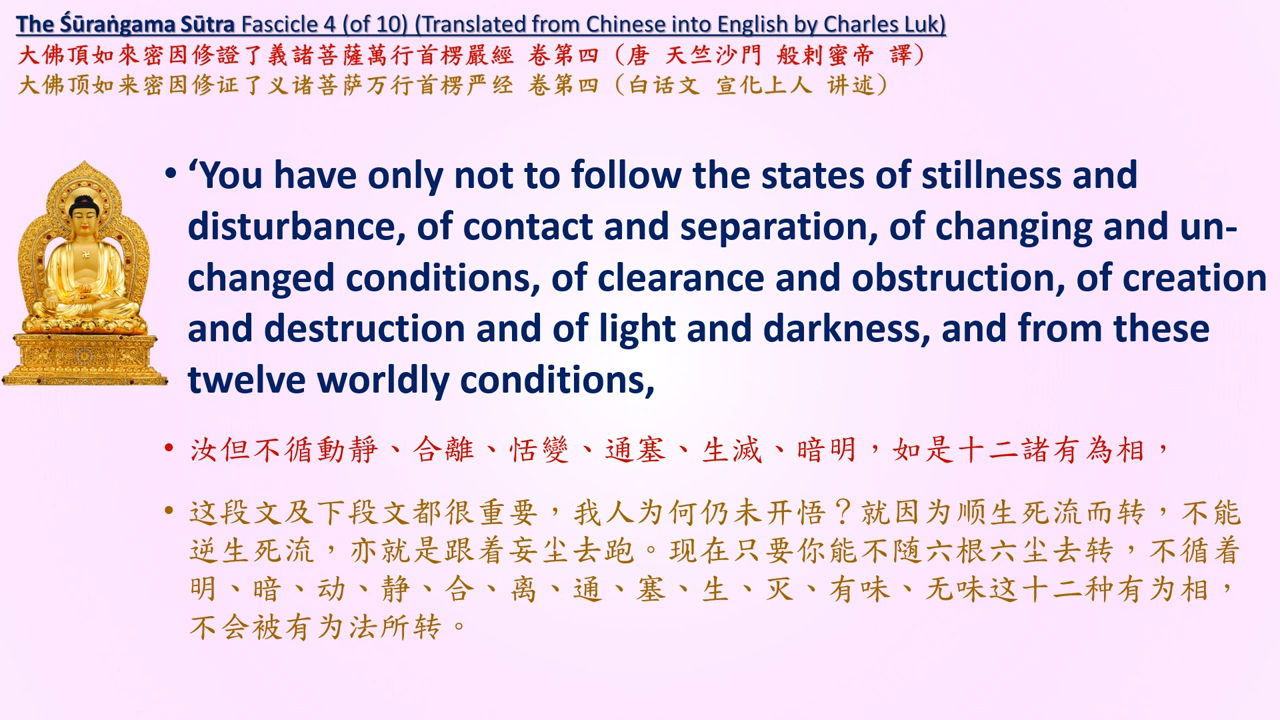 The Śūraṅgama Sūtra Fascicle 4 (of 10) (Translated from Chinese into English by Charles Luk)
大佛頂如來密因修證了義諸菩薩萬行首楞嚴經 卷第四（唐 天竺沙門 般剌蜜帝 譯）
大佛顶如来密因修证了义诸菩萨万行首楞严经 卷第四（白话文 宣化上人 讲述）
• ‘You have only not to follow the states of stillness and
disturbance, of contact and separation, of changing and un-
changed conditions, of clearance and obstruction, of creation
and destruction and of light and darkness, and from these
twelve worldly conditions,
• 汝但不循動靜、合離、恬變、通塞、生滅、暗明，如是十二諸有為相，
• 这段文及下段文都很重要，我人为何仍未开悟？就因为顺生死流而转，不能
逆生死流，亦就是跟着妄尘去跑。现在只要你能不随六根六尘去转，不循着
明、暗、动、静、合、离、通、塞、生、灭、有味、无味这十二种有为相，
不会被有为法所转。